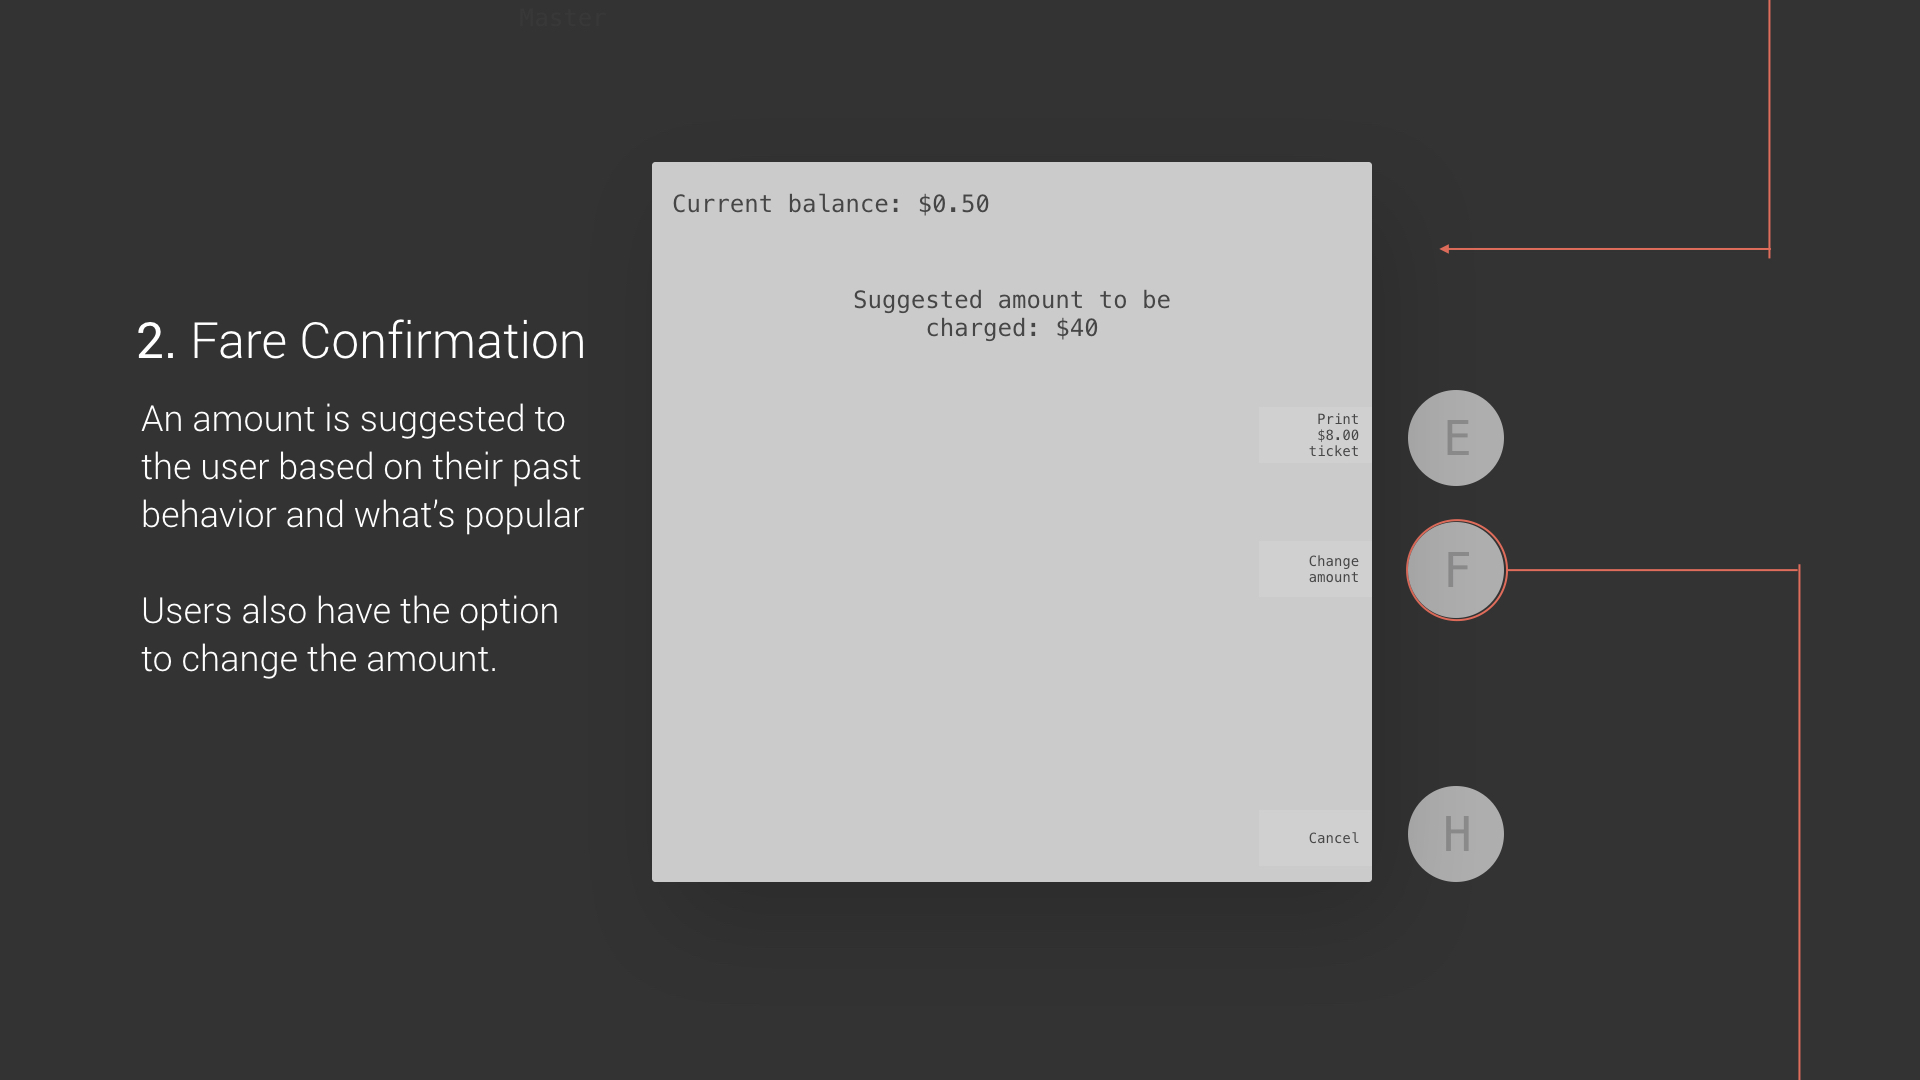 Master
2. Fare Confirmation
An amount is suggested to
the user based on their past
behavior and what’s popular
Users also have the option
to change the amount.
Current balance: $0.50
Suggested amount to be
charged: $40
Print
$8.00
ticket
E
Change
amount
F
Cancel
H